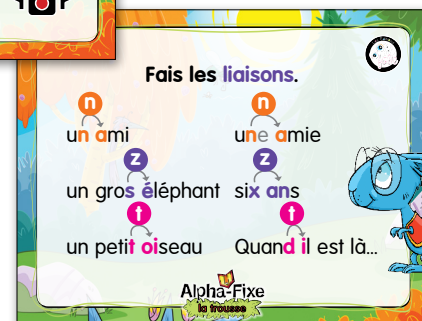 Fais les liaisons.
n n
un ami une amie
z z
un gros éléphant six ans
t t
un petit oiseau Quand il est là...
Alpha-Fixe
la trousse